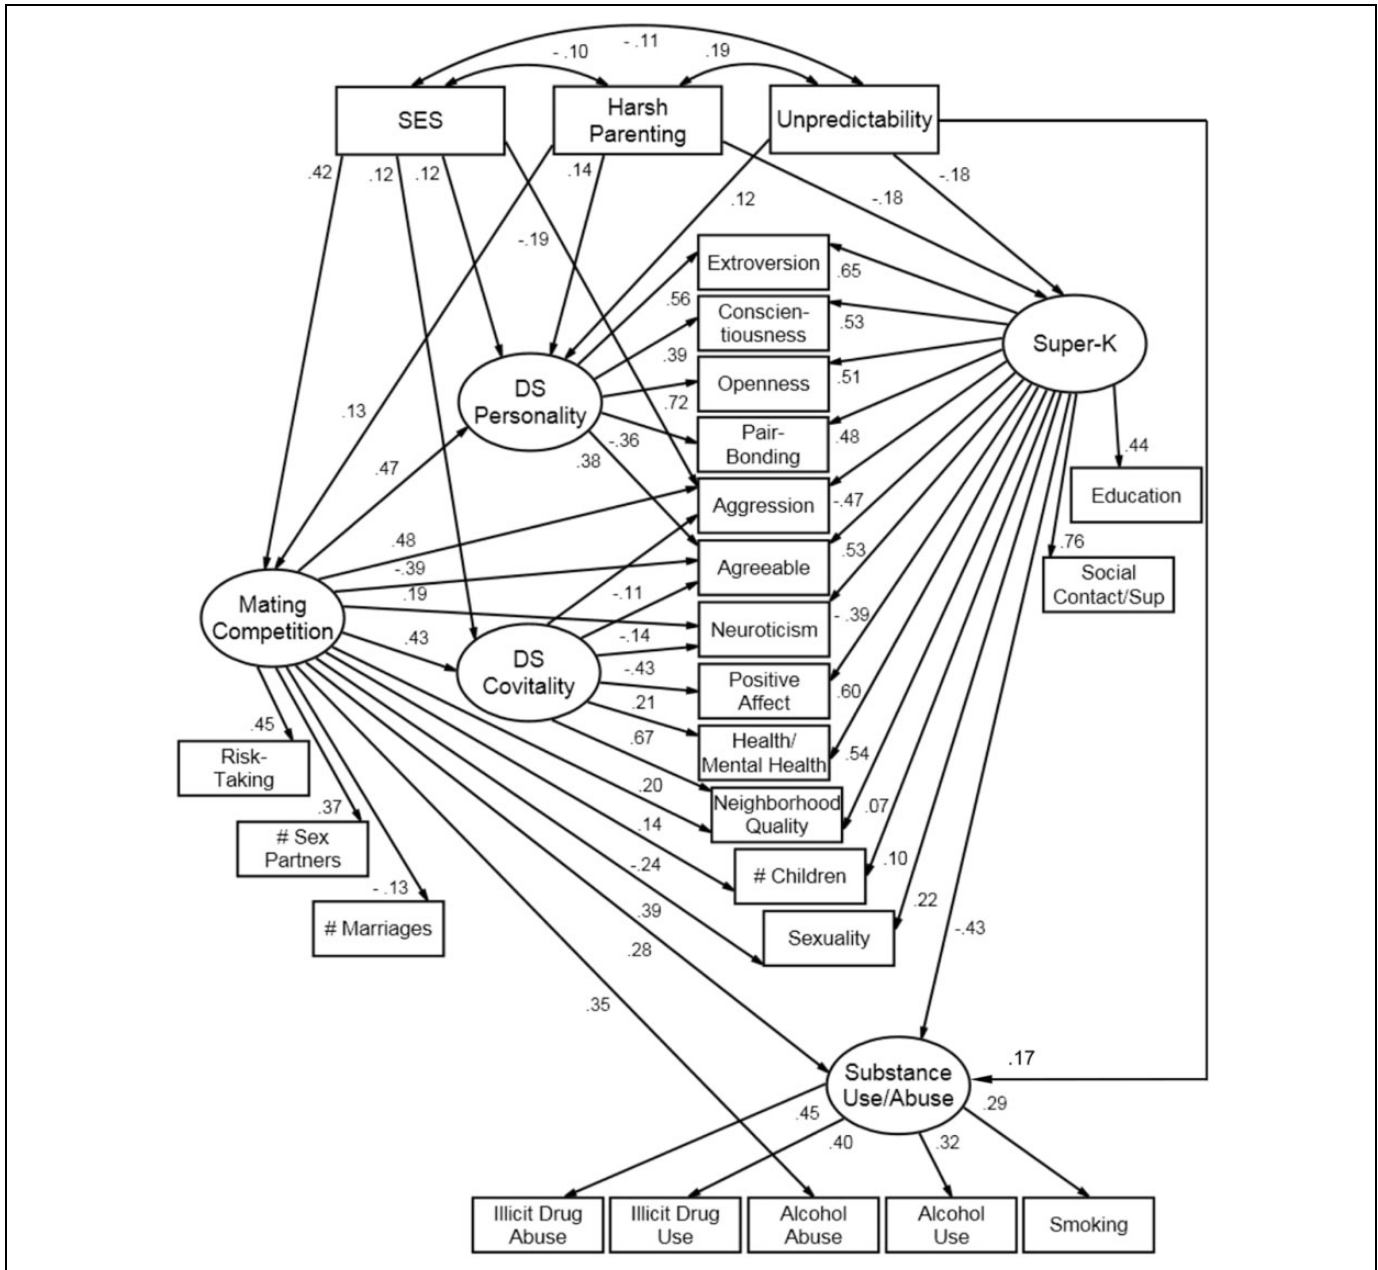 - .11
- .10
.19
SES
Harsh
Parenting
Unpredictability
.42
.12
.12
.14
.12
-.18
-.18
-.19
Extroversion
.65
.56
Conscien-
tiousness
.53
Super-K
.39
Openness
.51
DS
Personality
.72
.13
Pair-
Bonding
.48
-.36
.38
.44
.47
Education
Aggression
-.47
.48
.53
.76
-.39
Agreeable
Social
Contact/Sup
.19
-.11
Mating
Competition
Neuroticism
- .39
.43
-.14
DS
Covitality
-.43
Positive
Affect
.60
.21
.45
.67
Health/
Mental Health
.54
Risk-
Taking
.20
Neighborhood
Quality
.07
.37
.14
# Sex
Partners
-.24
# Children
.10
- .13
.39
.22
# Marriages
.28
Sexuality
-.43
.35
.17
Substance
Use/Abuse
.45
.40
.32
.29
Illicit Drug
Abuse
Illicit Drug
Use
Alcohol
Abuse
Alcohol
Use
Smoking